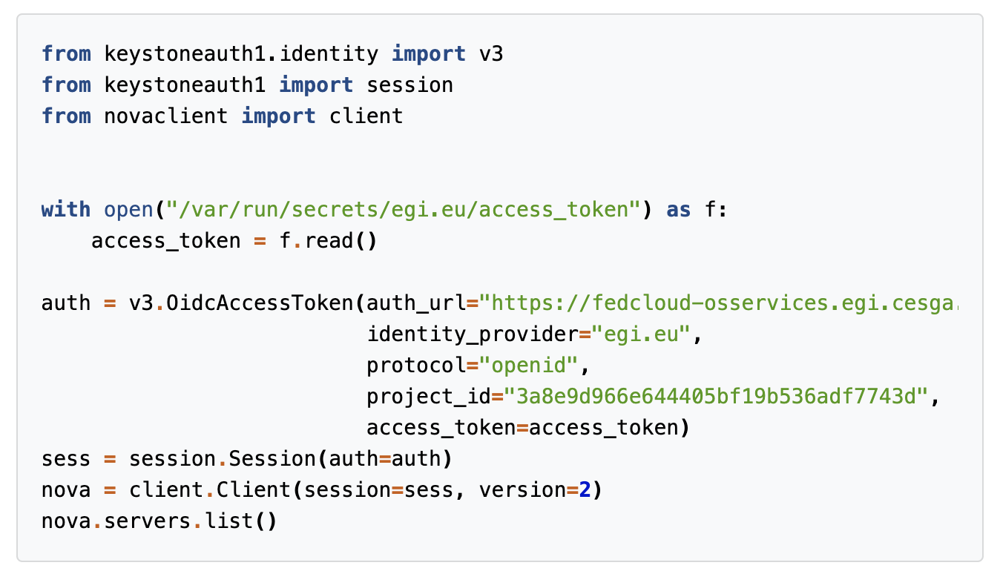 from keystoneauth1.identity import v3
from keystoneauth1 import session
from novaclient import client
with open("/var/run/secrets/egi.eu/access_token") as f:
    access_token = f.read()
auth = v3.OidcAccessToken(auth_url="https://fedcloud-osservices.egi.cesga.
                          identity_provider="egi.eu",
                          protocol="openid",
                          project_id="3a8e9d966e644405bf19b536adf7743d",
                          access_token=access_token)
sess = session.Session(auth=auth)
nova = client.Client(session=sess, version=2)
nova.servers.list()